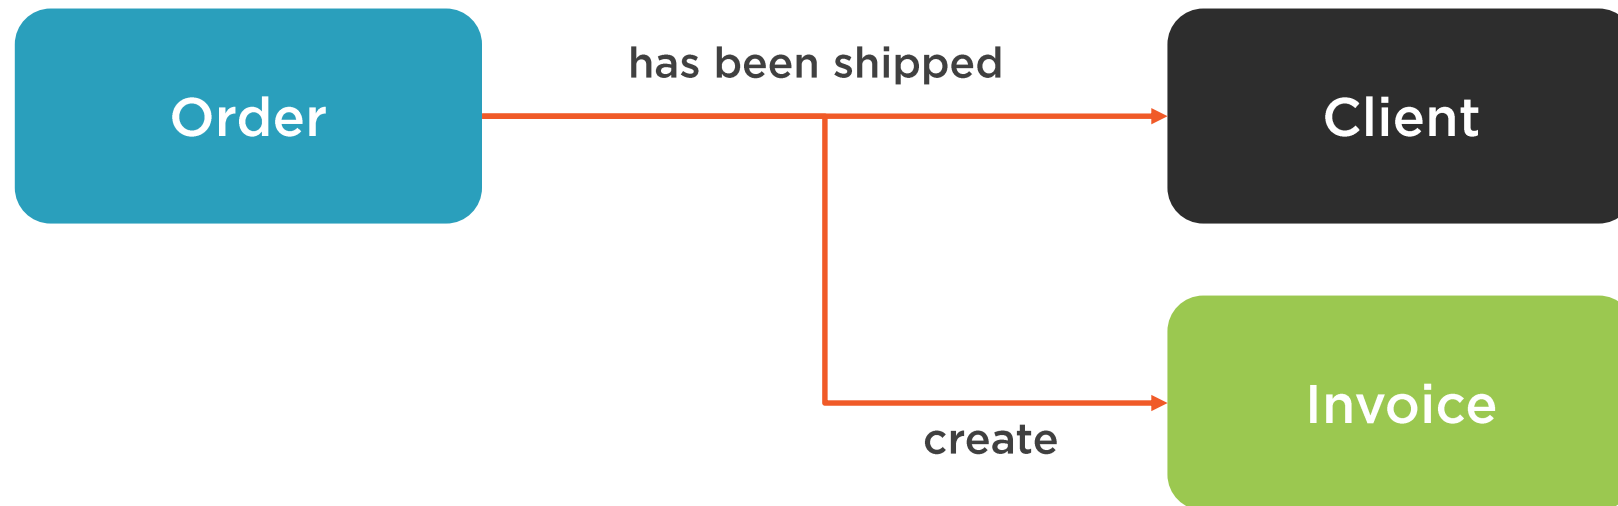 has been shipped
Order
Client
Invoice
create